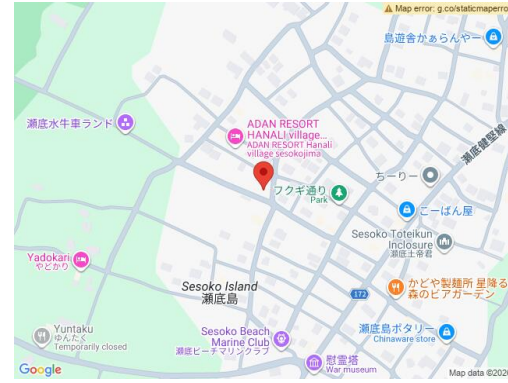 Map error: g.co/staticmaperro
島遊舎かぁらんやー
瀬底健堅線
瀬底水牛車ランド
ADAN RESORT
HANALI village...
ADAN RESORT Hanali
village sesokojima
ちーりー
フクギ通り
Park
こーばん屋
Sesoko Toteikun
Inclosure
瀬底土帝君
Yadokari
やどかり
かどや製麺所 星降る
森のビアガーデン
Sesoko Island
瀬底島
172
Yuntaku
ゆんたく
Temporarily closed
Sesoko Beach
Marine Club
瀬底ビーチマリンクラブ
瀬底島ポタリー
Chinaware store
慰霊塔
War museum
Google
Map data ©202